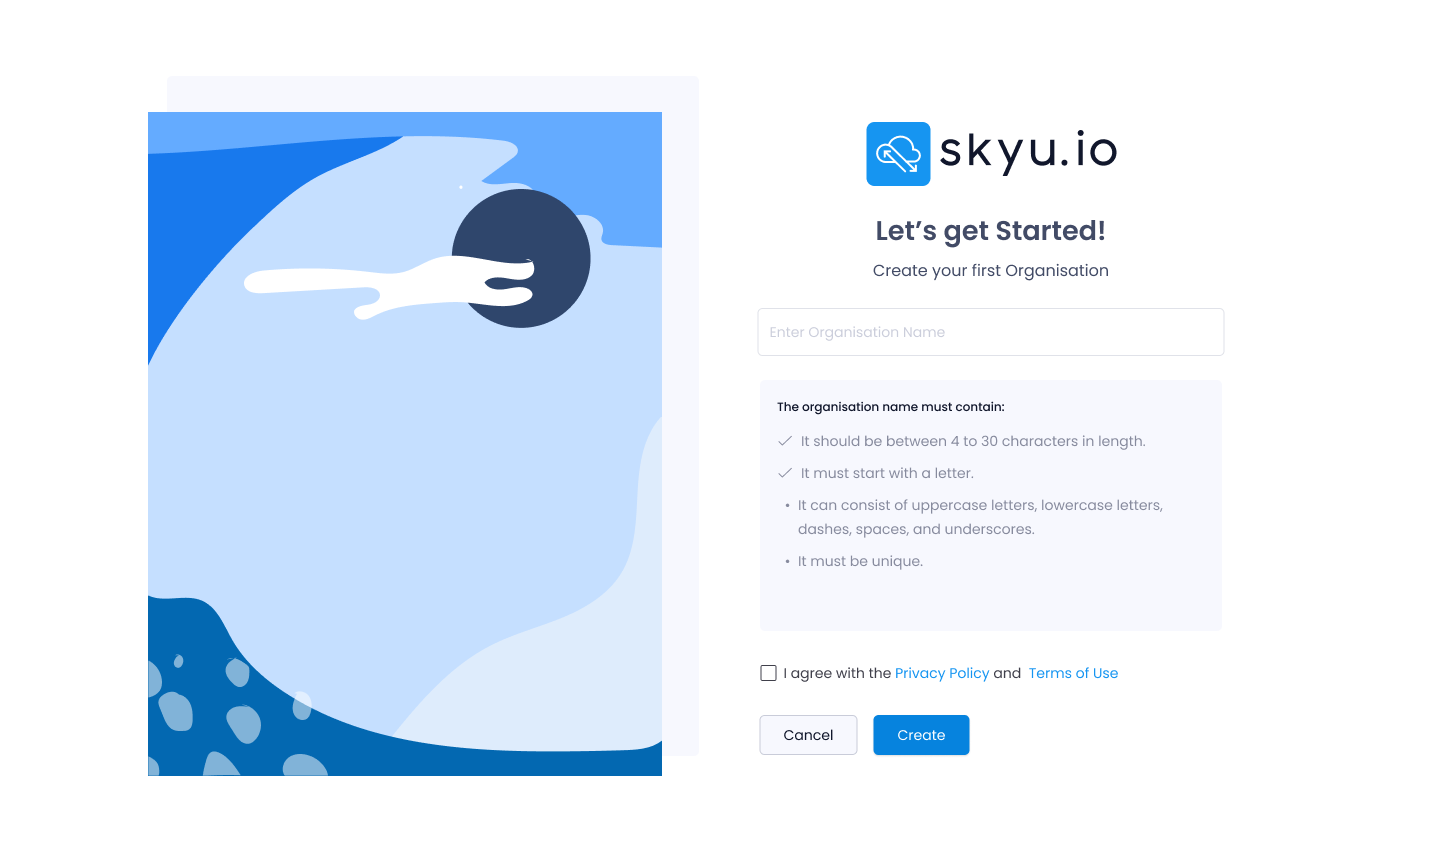 skyu.io
Let’s get Started!
Create your first Organisation
Enter Organisation Name
The organisation name must contain:
It should be between 4 to 30 characters in length.
It must start with a letter.
• It can consist of uppercase letters, lowercase letters,
dashes, spaces, and underscores.
• It must be unique.
I agree with the Privacy Policy and Terms of Use
Cancel
Create